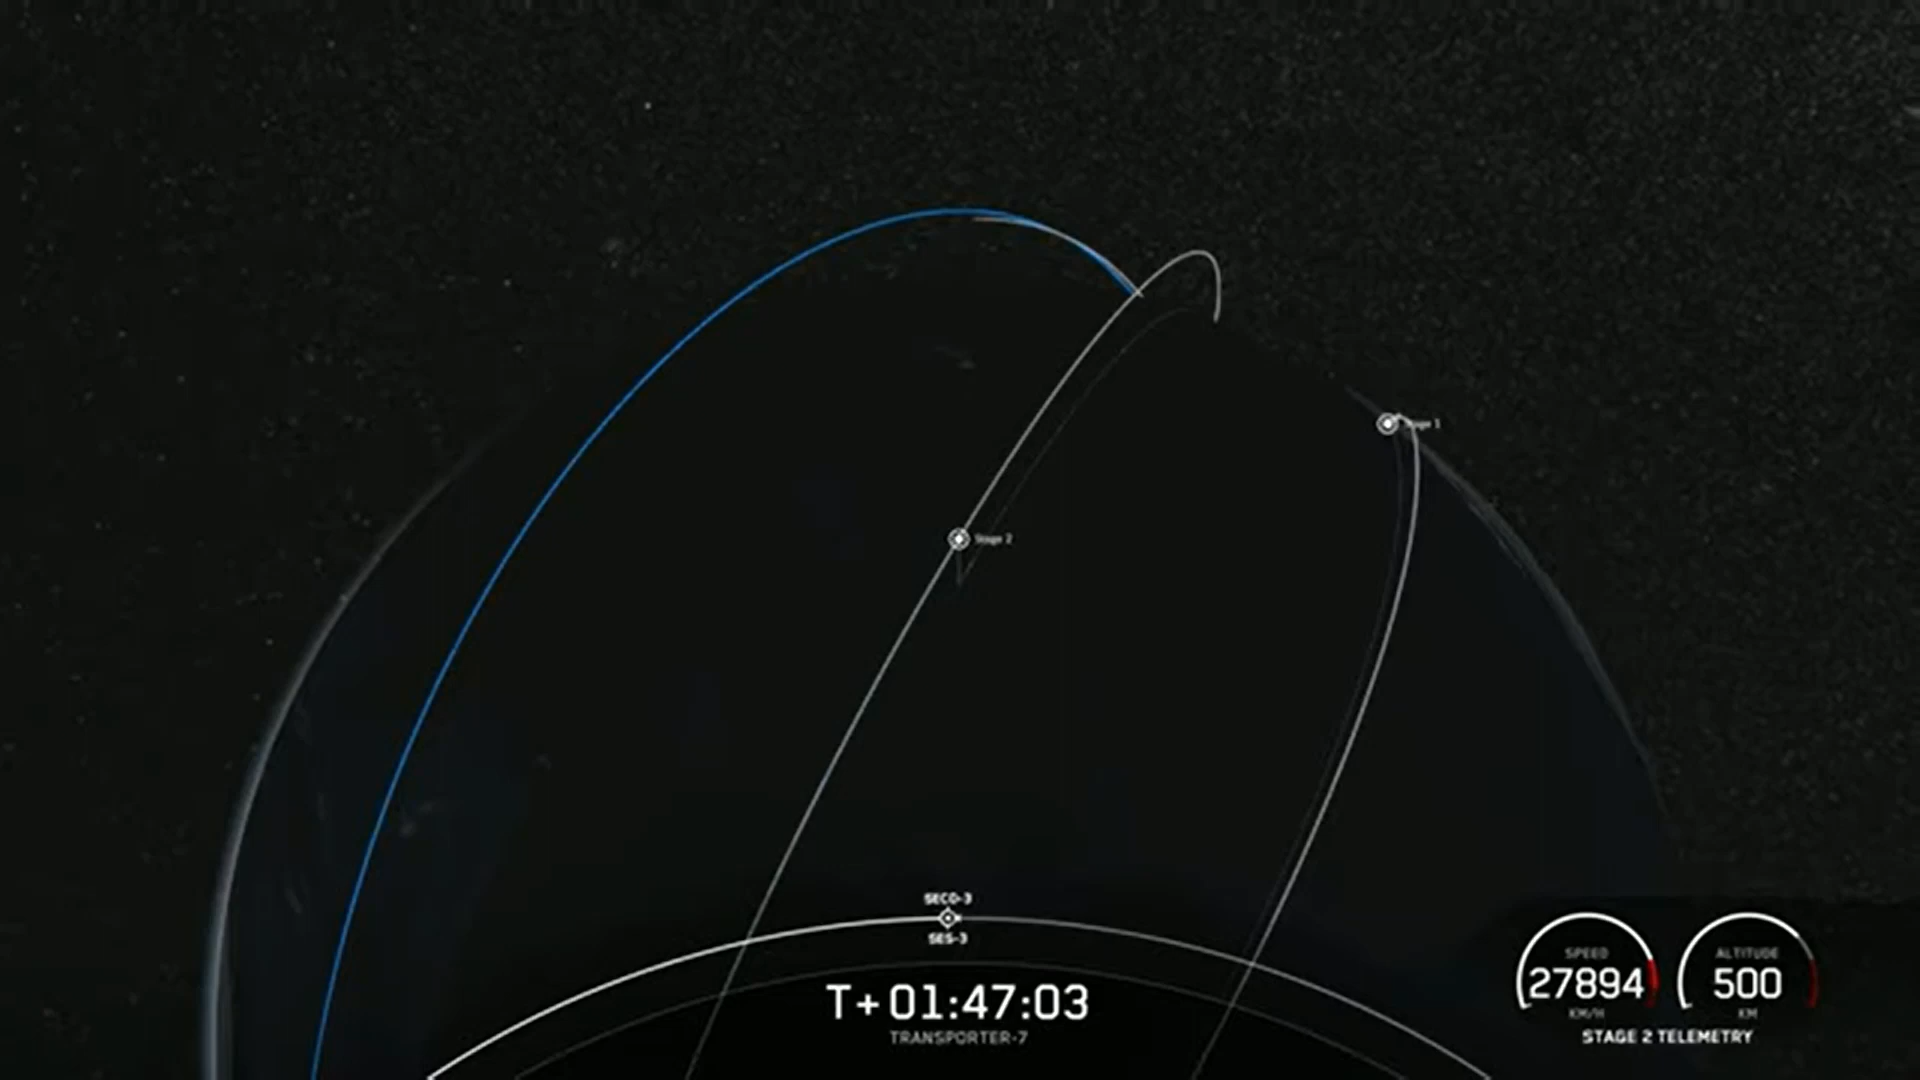 Stage 2
SECO-3
SES-3
T+01:47:03
TRANSPORTER-7
SPEED
27894
KM/H
ALTITUDE
500
KM
STAGE 2 TELEMETRY